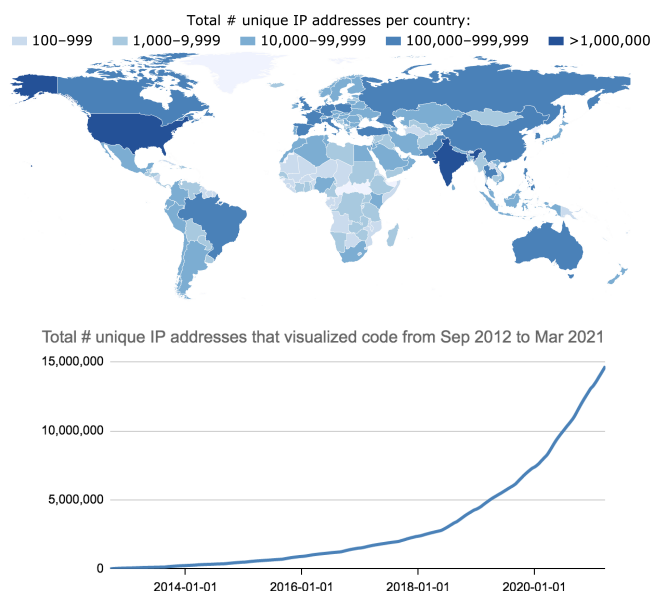 Total # unique IP addresses per country:
100–999 1,000–9,999 10,000–99,999 100,000–999,999 >1,000,000
Total # unique IP addresses that visualized code from Sep 2012 to Mar 2021
15,000,000
10,000,000
5,000,000
0
2014-01-01 2016-01-01 2018-01-01 2020-01-01